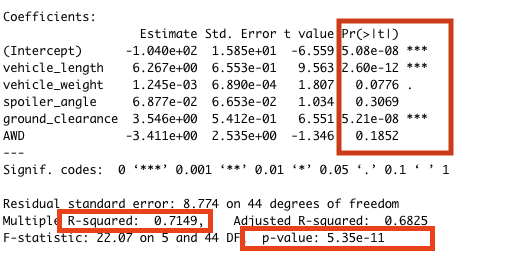 Coefficients:
Estimate Std. Error t value Pr(>|t|)
(Intercept) -1.040e+02 1.585e+01 -6.559 5.08e-08 ***
vehicle_length 6.267e+00 6.553e-01 9.563 2.60e-12 ***
vehicle_weight 1.245e-03 6.890e-04 1.807 0.0776 .
spoiler_angle 6.877e-02 6.653e-02 1.034 0.3069
ground_clearance 3.546e+00 5.412e-01 6.551 5.21e-08 ***
AWD -3.411e+00 2.535e+00 -1.346 0.1852
---
Signif. codes: 0 ‘***’ 0.001 ‘**’ 0.01 ‘*’ 0.05 ‘.’ 0.1 ‘ ’ 1
Residual standard error: 8.774 on 44 degrees of freedom
Multiple R-squared: 0.7149, Adjusted R-squared: 0.6825
F-statistic: 22.07 on 5 and 44 DF, p-value: 5.35e-11